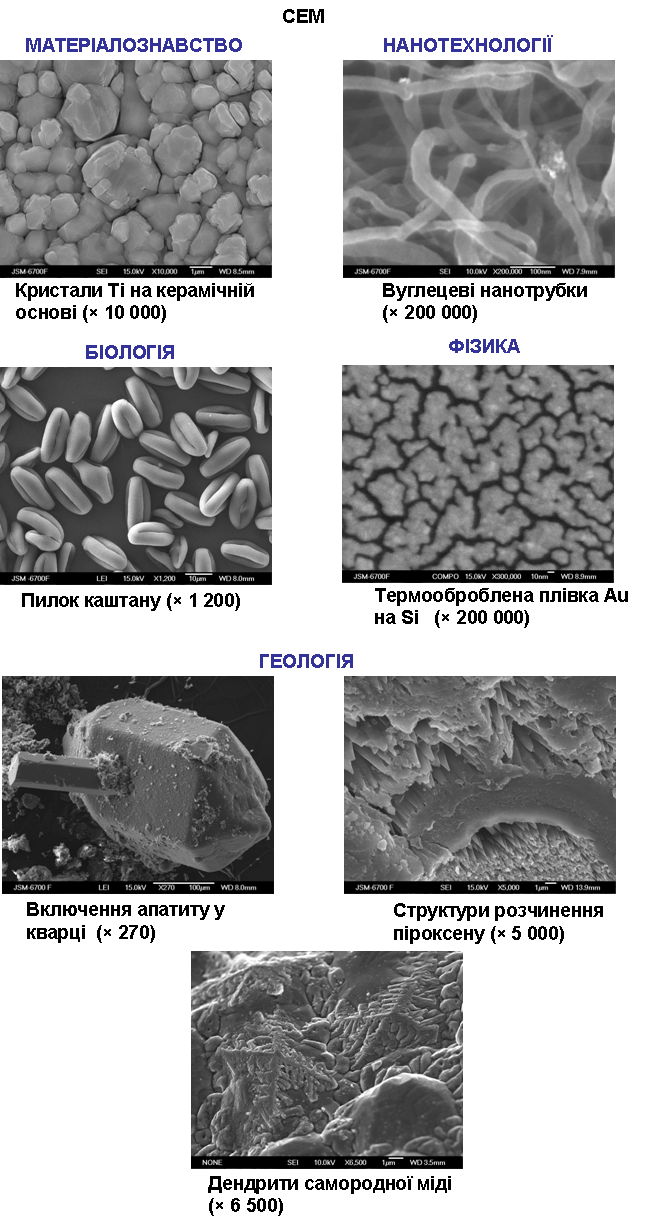 СЕМ
МАТЕРІАЛОЗНАВСТВО
НАНОТЕХНОЛОГІЇ
JSM-6700F SEI 15.0kV X10,000 1µm WD 8.5mm
JSM-6700F SEI 10.0kV X200,000 100nm WD 7.9mm
Кристали Ті на керамічній
основі (× 10 000)
Вуглецеві нанотрубки
(× 200 000)
БІОЛОГІЯ
ФІЗИКА
JSM -6700F LEI 15.0kV X1,200 10µm WD 8.0mm
JSM-6700F COMPO 15.0kV X300,000 10nm WD 8.9mm
Пилок каштану (× 1 200)
Термооброблена плівка Au
на Si (× 200 000)
ГЕОЛОГІЯ
JSM-6700 F LEI 15.0kV X270 100µm WD 8.0mm
JSM-6700 F SEI 15.0kV X5,000 1µm WD 13.9mm
Включення апатиту у
кварці (× 270)
Структури розчинення
піроксену (× 5 000)
NONE SEI 10.0kV X6,500 1µm WD 3.5mm
Дендрити самородної міді
(× 6 500)